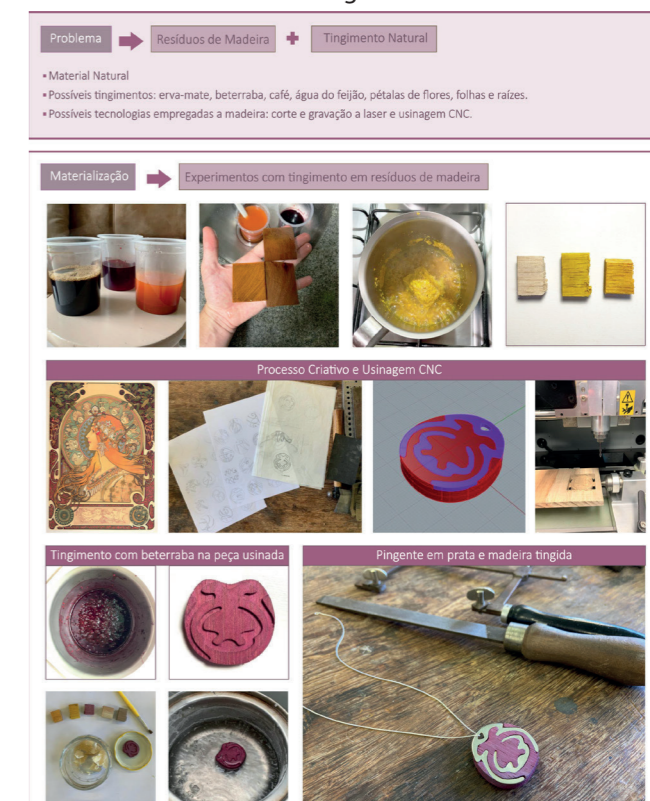 Problema
Resíduos de Madeira
+
Tingimento Natural
▪ Material Natural
▪ Possíveis tingimentos: erva-mate, beterraba, café, água do feijão, pétalas de flores, folhas e raízes.
▪ Possíveis tecnologias empregadas a madeira: corte e gravação a laser e usinagem CNC.
Materialização
Experimentos com tingimento em resíduos de madeira
Processo Criativo e Usinagem CNC
Tingimento com beterraba na peça usinada
Pingente em prata e madeira tingida